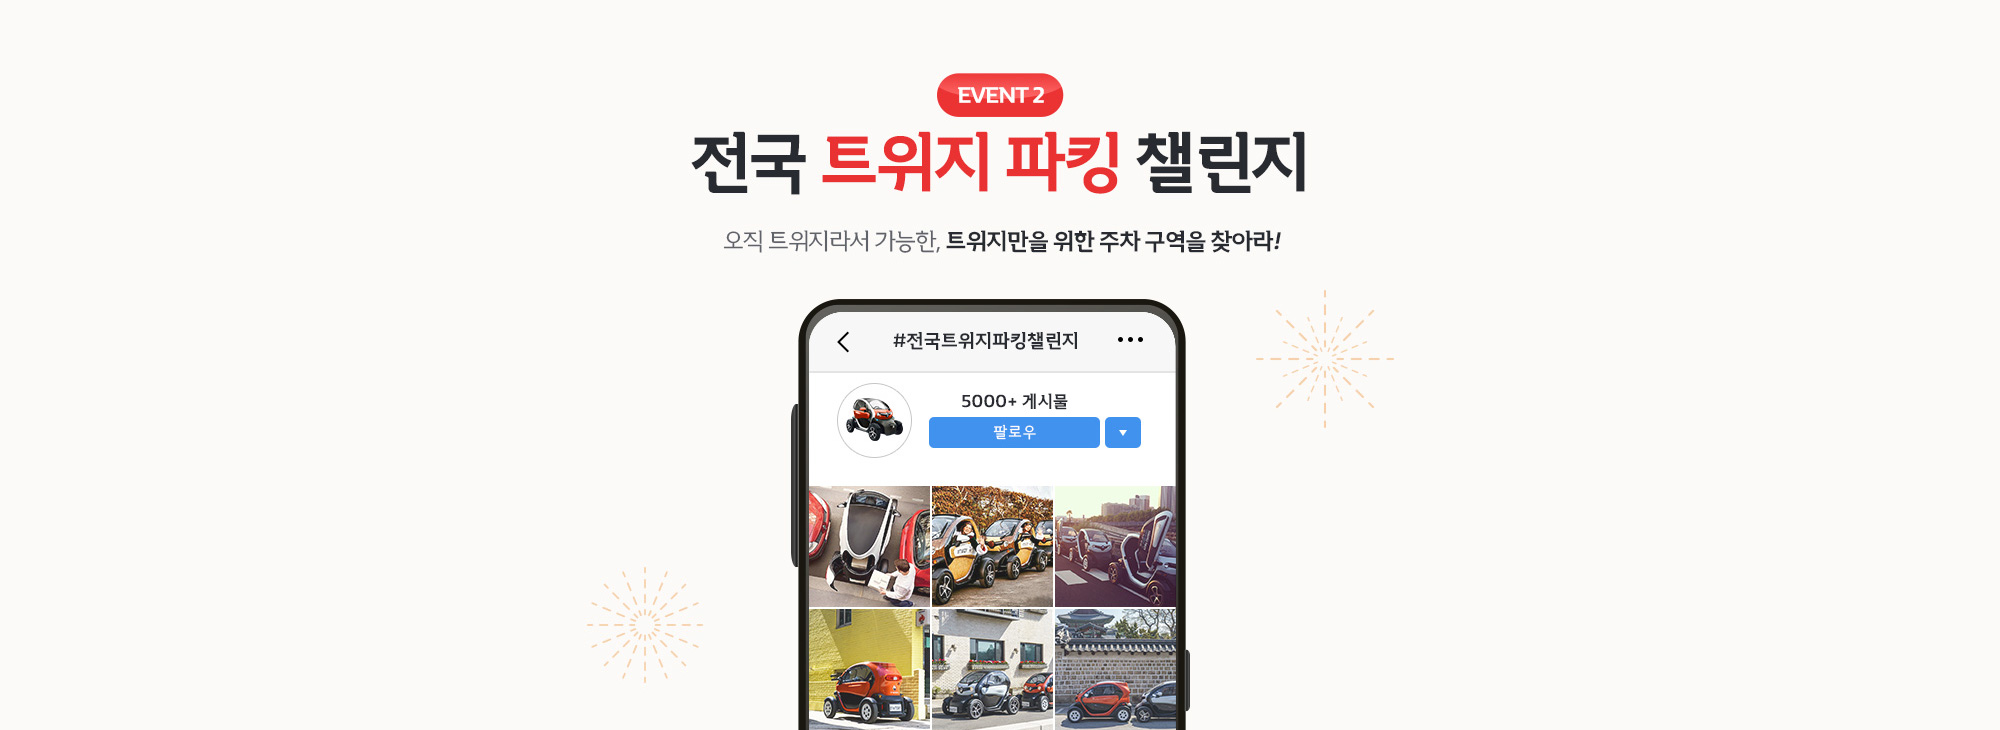 EVENT 2
전국 트위지 파킹 챌린지
오직 트위지라서 가능한, 트위지만을 위한 주차 구역을 찾아라!
#전국트위지파킹챌린지
5000+ 게시물
팔로우